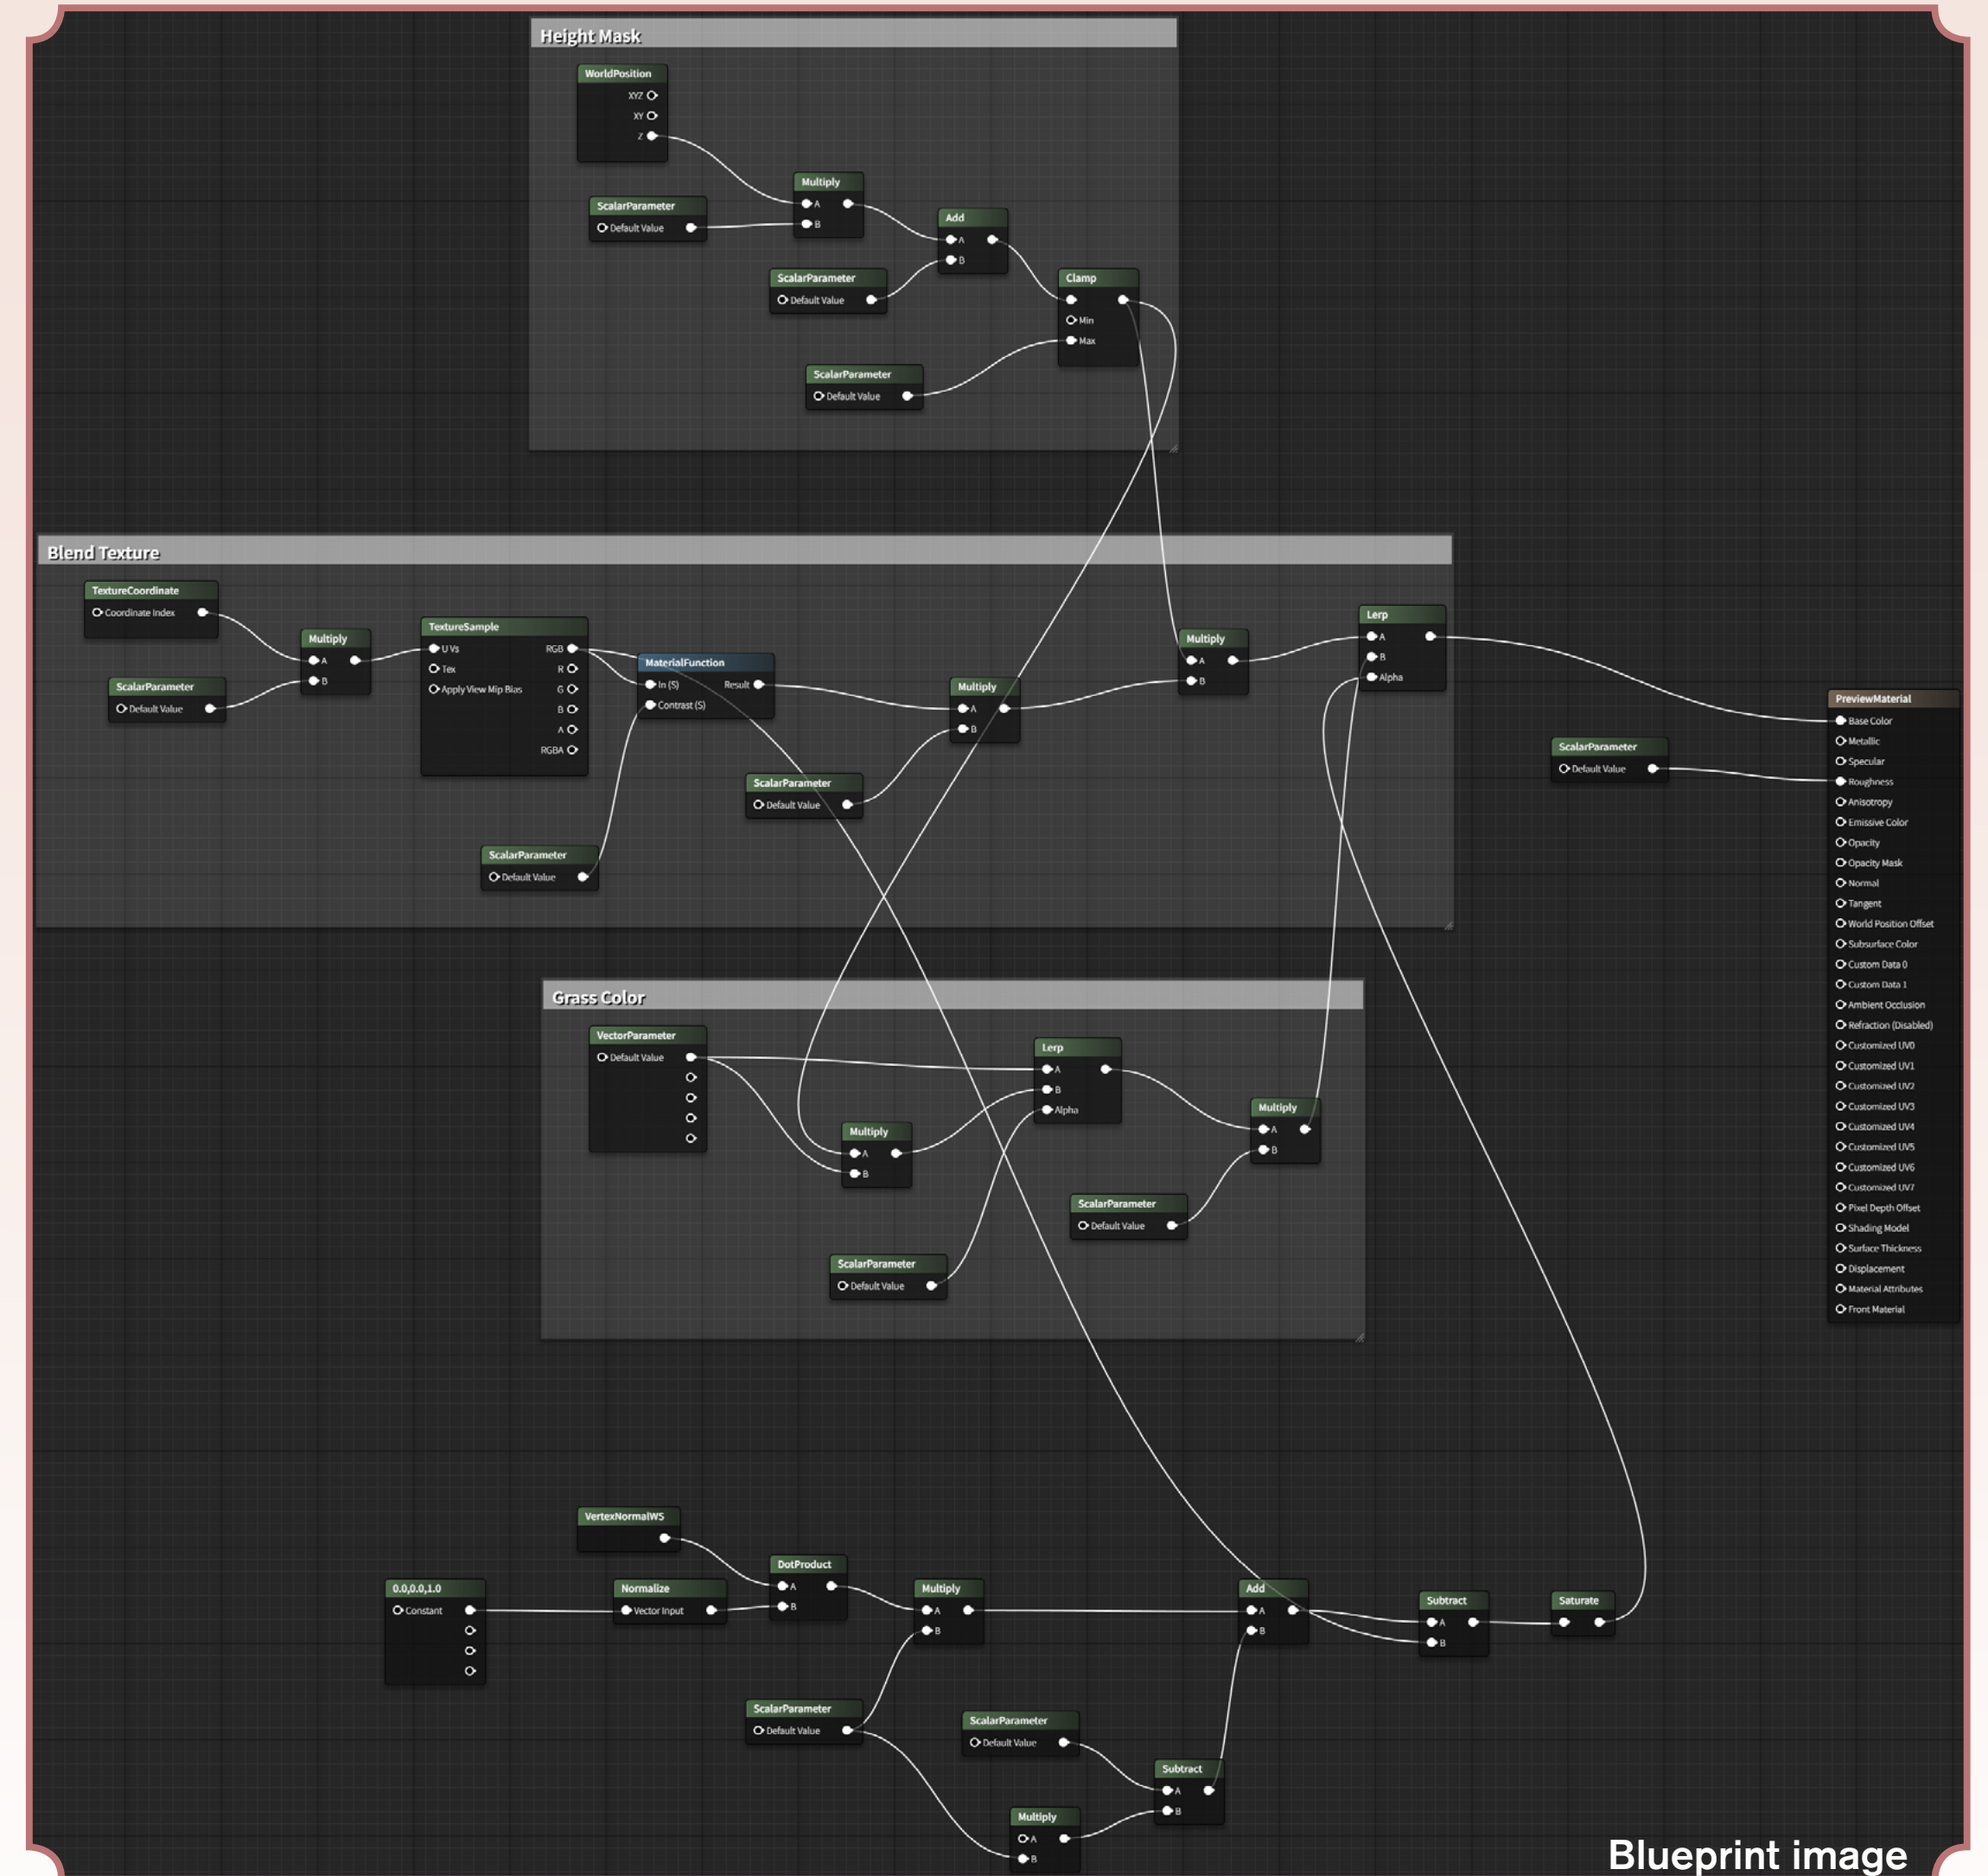 Height Mask
WorldPosition
XYZ
XY
Z
Multiply
A
B
ScalarParameter
Default Value
Add
A
B
ScalarParameter
Default Value
Clamp
Min
Max
ScalarParameter
Default Value
Blend Texture
TextureCoordinate
Coordinate Index
Multiply
A
B
ScalarParameter
Default Value
TextureSample
UVs RGB
Tex R
Apply View Mip Bias G
B
A
RGBA
MaterialFunction
In (S) Result
Contrast (S)
ScalarParameter
Default Value
ScalarParameter
Default Value
Multiply
A
B
Multiply
A
B
Lerp
A
B
Alpha
ScalarParameter
Default Value
PreviewMaterial
Base Color
Metallic
Specular
Roughness
Anisotropy
Emissive Color
Opacity
Opacity Mask
Normal
Tangent
World Position Offset
Subsurface Color
Custom Data 0
Custom Data 1
Ambient Occlusion
Refraction (Disabled)
Customized UV0
Customized UV1
Customized UV2
Customized UV3
Customized UV4
Customized UV5
Customized UV6
Customized UV7
Pixel Depth Offset
Shading Model
Surface Thickness
Displacement
Material Attributes
Front Material
Grass Color
VectorParameter
Default Value
Lerp
A
B
Alpha
Multiply
A
B
Multiply
A
B
ScalarParameter
Default Value
ScalarParameter
Default Value
VertexNormalWS
0.0,0.0,1.0
Constant
Normalize
Vector Input
DotProduct
A
B
Multiply
A
B
Add
A
B
Subtract
A
B
Saturate
ScalarParameter
Default Value
ScalarParameter
Default Value
Subtract
A
B
Multiply
A
B
Blueprint image